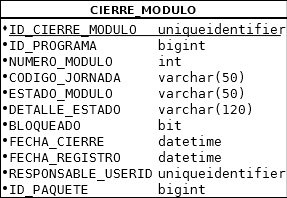 CIERRE_MODULO
•ID_CIERRE_MODULO uniqueidentifier
•ID_PROGRAMA bigint
•NUMERO_MODULO int
•CODIGO_JORNADA varchar(50)
•ESTADO_MODULO varchar(50)
•DETALLE_ESTADO varchar(120)
•BLOQUEADO bit
•FECHA_CIERRE datetime
•FECHA_REGISTRO datetime
•RESPONSABLE_USERID uniqueidentifier
•ID_PAQUETE bigint